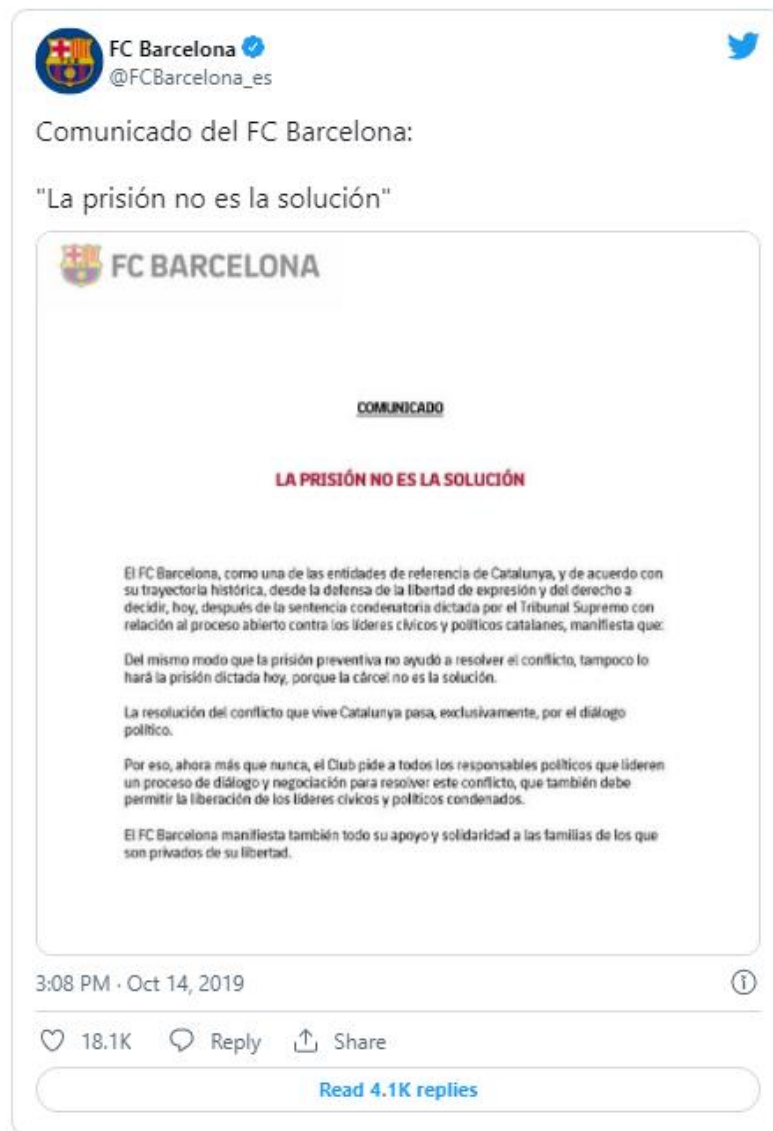 FC Barcelona
@FCBarcelona_es
Comunicado del FC Barcelona:
"La prisión no es la solución"
FC BARCELONA
COMUNICADO
LA PRISIÓN NO ES LA SOLUCIÓN
El FC Barcelona, como una de las entidades de referencia de Catalunya, y de acuerdo con
su trayectoria histórica, desde la defensa de la libertad de expresión y del derecho a
decidir, hoy, después de la sentencia condenatoria dictada por el Tribunal Supremo con
relación al proceso abierto contra los líderes cívicos y políticos catalanes, manifiesta que:
Del mismo modo que la prisión preventiva no ayudó a resolver el conflicto, tampoco lo
hará la prisión dictada hoy, porque la cárcel no es la solución.
La resolución del conflicto que vive Catalunya pasa, exclusivamente, por el diálogo
político.
Por eso, ahora más que nunca, el Club pide a todos los responsables políticos que lideren
un proceso de diálogo y negociación para resolver este conflicto, que también debe
permitir la liberación de los líderes cívicos y políticos condenados.
El FC Barcelona manifiesta también todo su apoyo y solidaridad a las familias de los que
son privados de su libertad.
3:08 PM · Oct 14, 2019
18.1K Reply Share
Read 4.1K replies